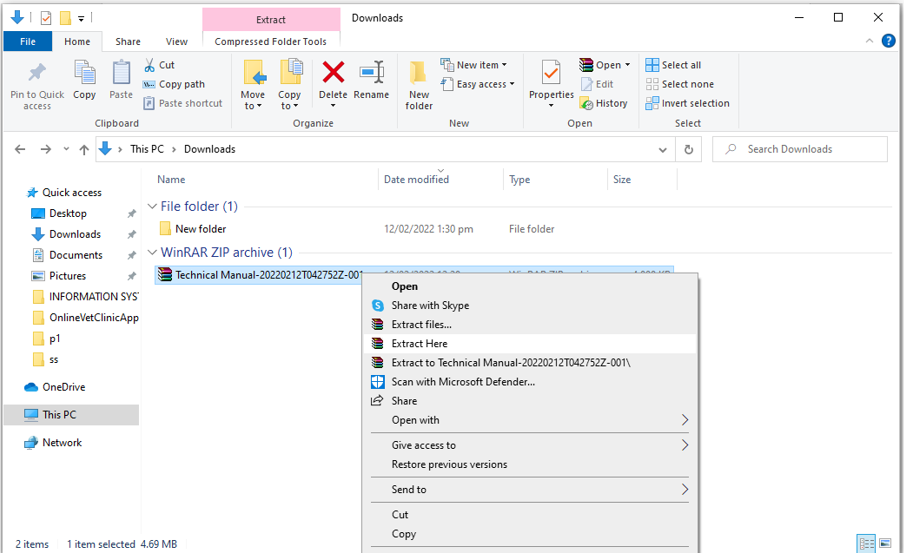 Extract
Downloads
File
Home
Share
View
Compressed Folder Tools
Pin to Quick access
Copy
Paste
Cut
Copy path
Paste shortcut
Move to
Copy to
Delete
Rename
New folder
New item
Easy access
Properties
Open
Edit
History
Select all
Select none
Invert selection
Clipboard
Organize
New
Open
Select
This PC
Downloads
Search Downloads
Name
Date modified
Type
Size
Quick access
Desktop
Downloads
Documents
Pictures
INFORMATION SYST
OnlineVetClinicApp
p1
ss
OneDrive
This PC
Network
File folder (1)
New folder
12/02/2022 1:30 pm
File folder
WinRAR ZIP archive (1)
Technical Manual-20220212T042752Z-001
Open
Share with Skype
Extract files...
Extract Here
Extract to Technical Manual-20220212T042752Z-001\
Scan with Microsoft Defender...
Share
Open with
Give access to
Restore previous versions
Send to
Cut
Copy
2 items
1 item selected 4.69 MB